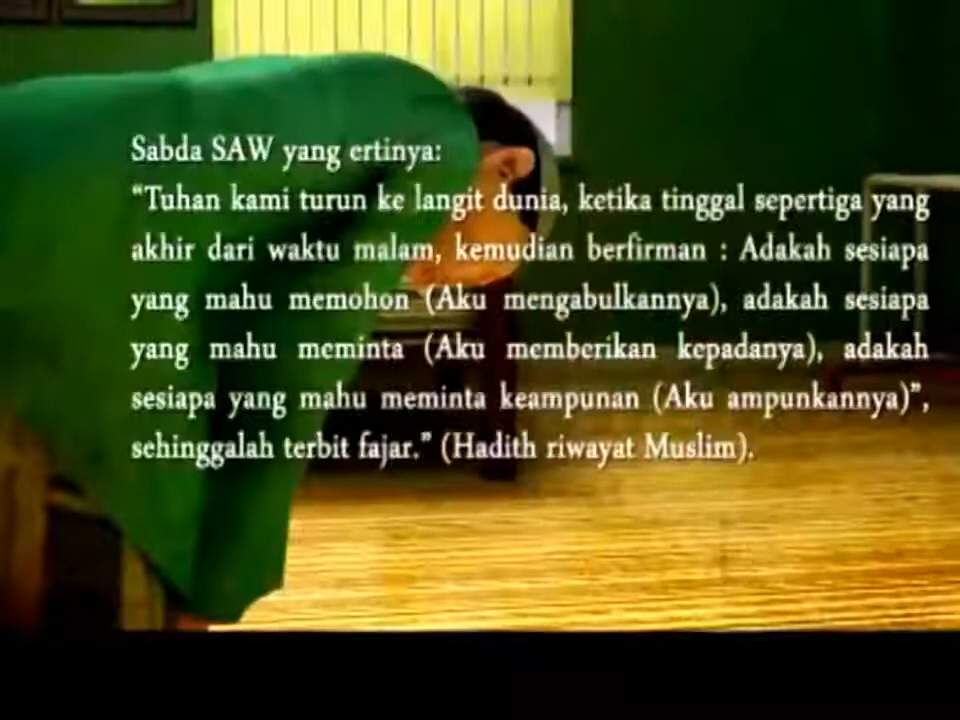 Sabda SAW yang ertinya:
“Tuhan kami turun ke langit dunia, ketika tinggal sepertiga yang
akhir dari waktu malam, kemudian berfirman : Adakah sesiapa
yang mahu memohon (Aku mengabulkannya), adakah sesiapa
yang mahu meminta (Aku memberikan kepadanya), adakah
sesiapa yang mahu meminta keampunan (Aku ampunkannya)”,
sehinggalah terbit fajar.” (Hadith riwayat Muslim).